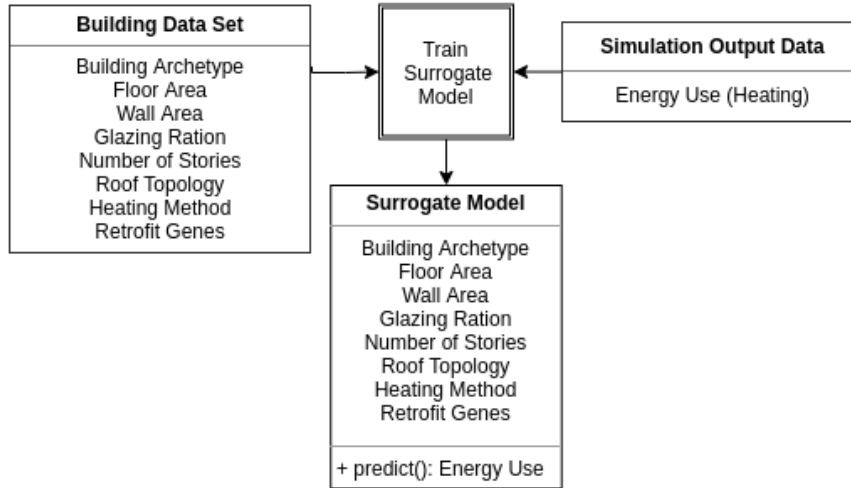 Building Data Set
Building Archetype
Floor Area
Wall Area
Glazing Ration
Number of Stories
Roof Topology
Heating Method
Retrofit Genes
Train
Surrogate
Model
Simulation Output Data
Energy Use (Heating)
Surrogate Model
Building Archetype
Floor Area
Wall Area
Glazing Ration
Number of Stories
Roof Topology
Heating Method
Retrofit Genes
+ predict(): Energy Use